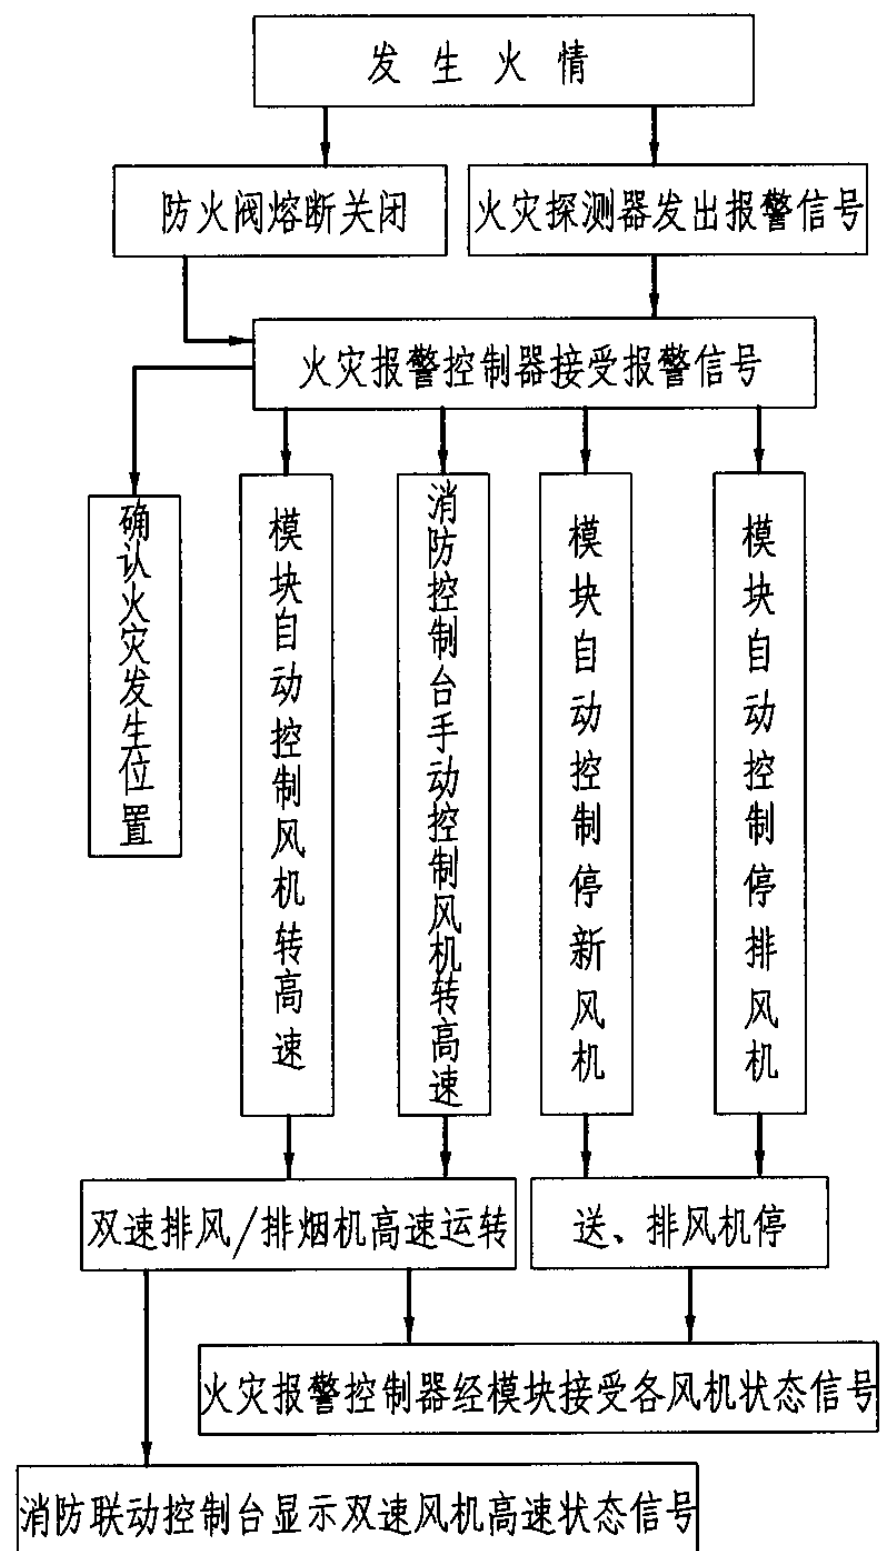 发生火情
防火阀熔断关闭
火灾探测器发出报警信号
火灾报警控制器接受报警信号
确认火灾发生位置
模块自动控制风机转高速
消防控制台手动控制风机转高速
模块自动控制停新风机
模块自动控制停排风机
双速排风/排烟机高速运转
送、排风机停
火灾报警控制器经模块接受各风机状态信号
消防联动控制台显示双速风机高速状态信号